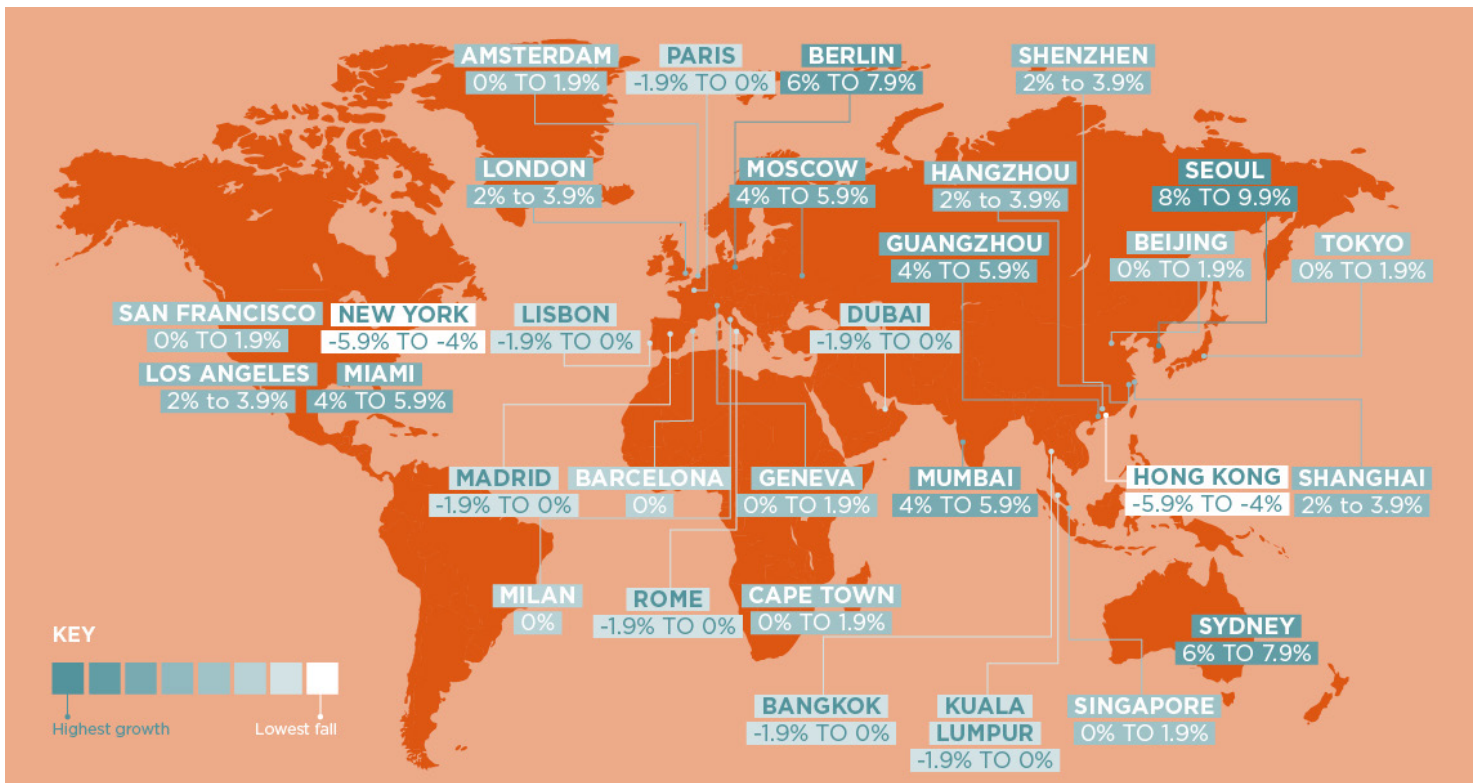 AMSTERDAM
0% TO 1.9%
PARIS
-1.9% TO 0%
BERLIN
6% TO 7.9%
SHENZHEN
2% to 3.9%
LONDON
2% to 3.9%
MOSCOW
4% TO 5.9%
HANGZHOU
2% to 3.9%
SEOUL
8% TO 9.9%
GUANGZHOU
4% TO 5.9%
BEIJING
0% TO 1.9%
TOKYO
0% TO 1.9%
SAN FRANCISCO
0% TO 1.9%
NEW YORK
-5.9% TO -4%
LISBON
-1.9% TO 0%
DUBAI
-1.9% TO 0%
LOS ANGELES
2% to 3.9%
MIAMI
4% TO 5.9%
MADRID
-1.9% TO 0%
BARCELONA
0%
GENEVA
0% TO 1.9%
MUMBAI
4% TO 5.9%
HONG KONG
-5.9% TO -4%
SHANGHAI
2% to 3.9%
MILAN
0%
ROME
-1.9% TO 0%
CAPE TOWN
0% TO 1.9%
SYDNEY
6% TO 7.9%
BANGKOK
-1.9% TO 0%
KUALA
LUMPUR
-1.9% TO 0%
SINGAPORE
0% TO 1.9%
KEY
Highest growth
Lowest fall